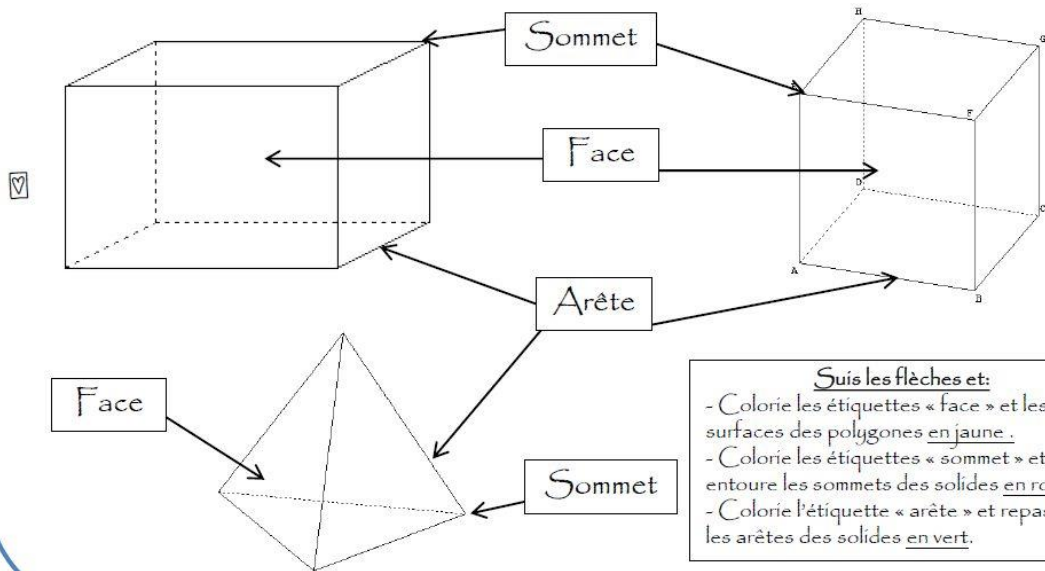 Sommet
H
G
F
Face
D
C
A
B
Arête
Face
Sommet
Suis les flèches et:
- Colorie les étiquettes « face » et les
surfaces des polygones en jaune .
- Colorie les étiquettes « sommet » et
entoure les sommets des solides en
- Colorie l'étiquette « arête » et
les arêtes des solides en vert.